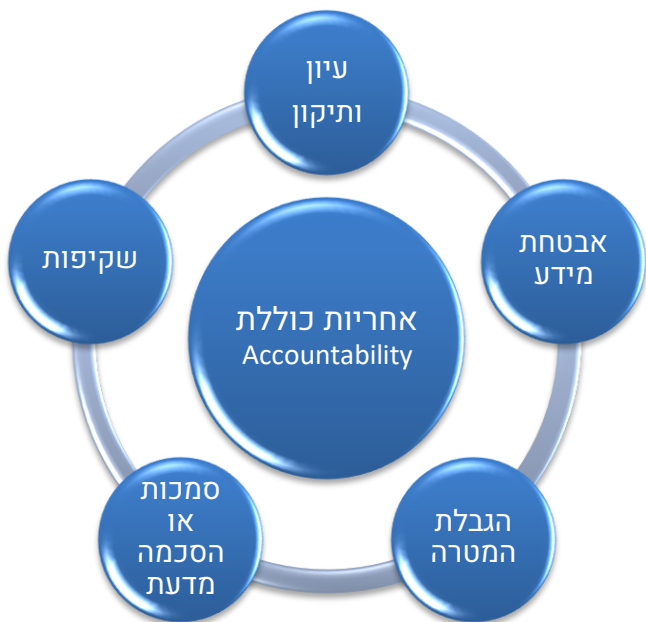 עיון
ותיקון
אבטחת
מידע
הגבלת
המטרה
סמכות
או
הסכמה
מדעת
שקיפות
אחריות כוללת
Accountability